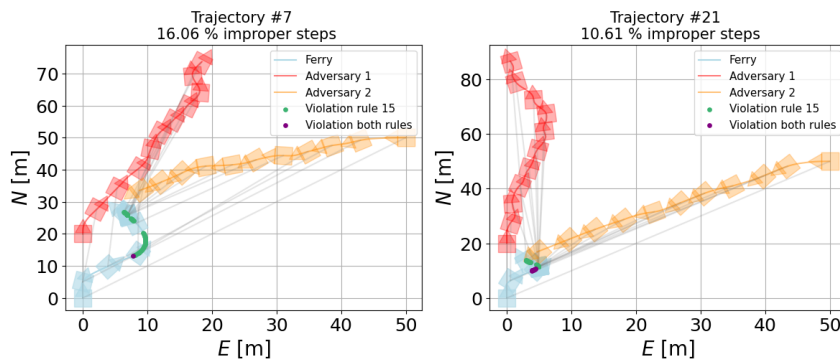 Trajectory #7
16.06 % improper steps
N [m]
70
60
50
40
30
20
10
0
Ferry
Adversary 1
Adversary 2
Violation rule 15
Violation both rules
0 10 20 30 40 50
E [m]
Trajectory #21
10.61 % improper steps
N [m]
80
60
40
20
0
Ferry
Adversary 1
Adversary 2
Violation rule 15
Violation both rules
0 10 20 30 40 50
E [m]